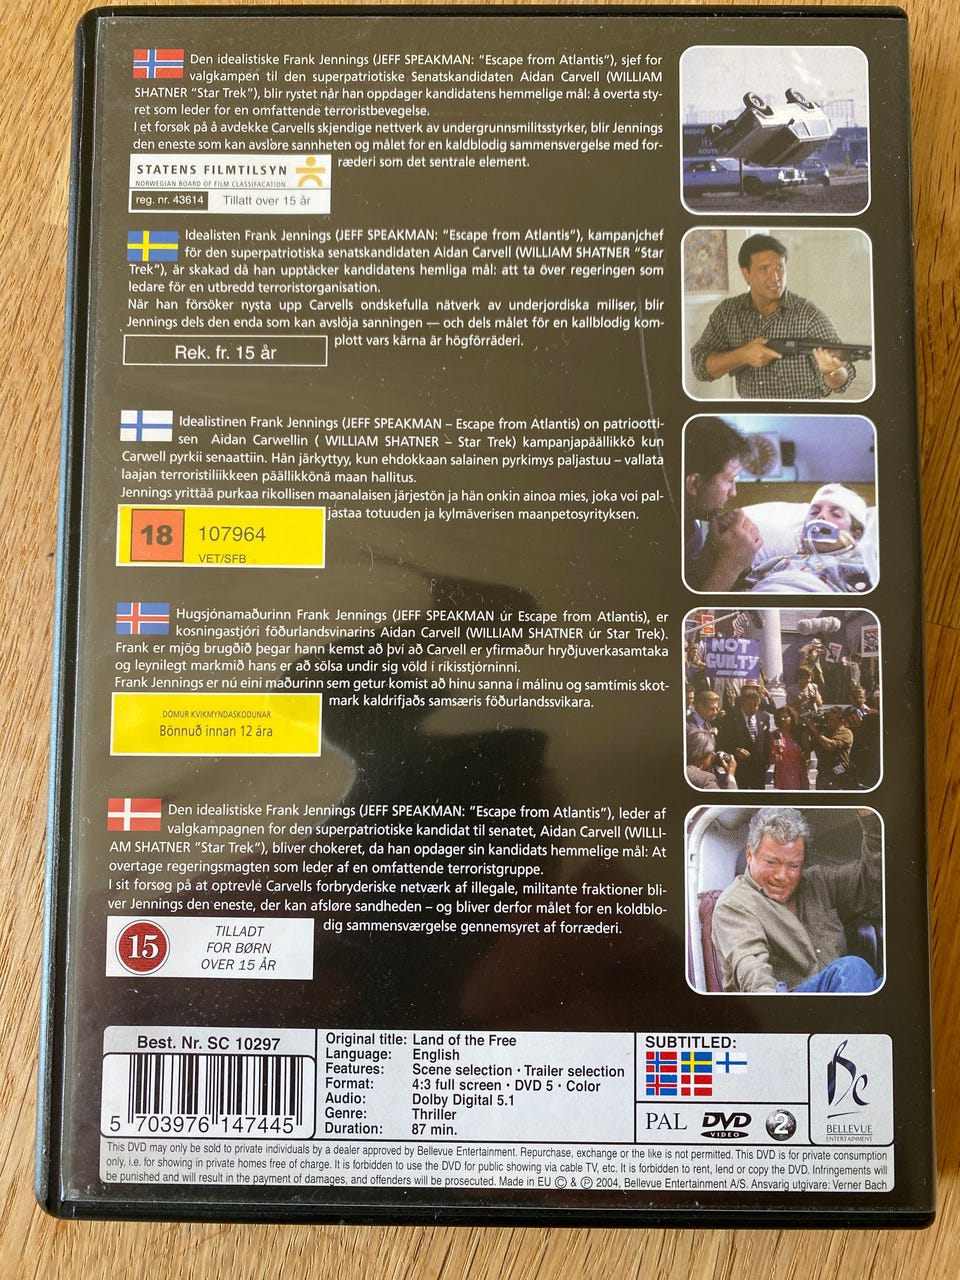 Den idealistiske Frank Jennings (JEFF SPEAKMAN: "Escape from Atlantis"), sjef for
valgkampen til den superpatriotiske Senatskandidaten Aidan Carvell (WILLIAM
SHATNER "Star Trek"), blir rystet når han oppdager kandidatens hemmelige mål: å overta sty-
ret som leder for en omfattende terroristbevegelse.
I et forsøk på å avdekke Carvells skjendige nettverk av undergrunnsmilitsstyrker, blir Jennings
den eneste som kan avsløre sannheten og målet for en kaldblodig sammensvergelse med for-
ræderi som det sentrale element.
STATENS FILMTILSYN
NORWEGIAN BOARD OF FILM CLASSIFACATION
reg. nr. 43614 Tillatt over 15 år
Idealisten Frank Jennings (JEFF SPEAKMAN: "Escape from Atlantis"), kampanjchef
för den superpatriotiska senatskandidaten Aidan Carvell (WILLIAM SHATNER "Star
Trek"), är skakad då han upptäcker kandidatens hemliga mål: att ta över regeringen som
ledare för en utbredd terroristorganisation.
När han försöker nysta upp Carvells ondskefulla nätverk av underjordiska miliser, blir
Jennings dels den enda som kan avslöja sanningen — och dels målet för en kallblodig kom-
plott vars kärna är högförräderi.
Rek. fr. 15 år
Idealistinen Frank Jennings (JEFF SPEAKMAN – Escape from Atlantis) on patriootti-
sen Aidan Carwellin ( WILLIAM SHATNER – Star Trek) kampanjapäällikkö kun
Carwell pyrkii senaattiin. Hän järkyttyy, kun ehdokkaan salainen pyrkimys paljastuu – vallata
laajan terroristiliikkeen päällikkönä maan hallitus.
Jennings yrittää purkaa rikollisen maanalaisen järjestön ja hän onkin ainoa mies, joka voi pal-
jastaa totuuden ja kylmäverisen maanpetosyrityksen.
18 107964
VET/SFB
Hugsjónamaðurinn Frank Jennings (JEFF SPEAKMAN úr Escape from Atlantis), er
kosningastjóri föðurlandsvinarins Aidan Carvell (WILLIAM SHATNER úr Star Trek).
Frank er mjög brugðið þegar hann kemst að því að Carvell er yfirmaður hryðjuverkasamtaka
og leynilegt markmið hans er að sölsa undir sig völd í ríkisstjórninni.
Frank Jennings er nú eini maðurinn sem getur komist að hinu sanna í málinu og samtímis skot-
mark kaldrifjaðs samsæris föðurlandssvikara.
DÓMUR KVIKMYNDASKOÐUNAR
Bönnuð innan 12 ára
NOT
GUILTY
Den idealistiske Frank Jennings (JEFF SPEAKMAN: "Escape from Atlantis"), leder af
valgkampagnen for den superpatriotiske kandidat til senatet, Aidan Carvell (WILLI-
AM SHATNER "Star Trek"), bliver chokeret, da han opdager sin kandidats hemmelige mål: At
overtage regeringsmagten som leder af en omfattende terroristgruppe.
I sit forsøg på at optrevle Carvells forbryderiske netværk af illegale, militante fraktioner bli-
ver Jennings den eneste, der kan afsløre sandheden – og bliver derfor målet for en koldblo-
dig sammensværgelse gennemsyret af forræderi.
15 TILLADT
FOR BØRN
OVER 15 ÅR
Best. Nr. SC 10297
5 703976 147445
Original title: Land of the Free
Language: English
Features: Scene selection · Trailer selection
Format: 4:3 full screen · DVD 5 · Color
Audio: Dolby Digital 5.1
Genre: Thriller
Duration: 87 min.
SUBTITLED:
PAL DVD VIDEO 2
Be
BELLEVUE
ENTERTAINMENT
This DVD may only be sold to private individuals by a dealer approved by Bellevue Entertainment. Repurchase, exchange or the like is not permitted. This DVD is for private consumption
only, i.e. for showing in private homes free of charge. It is forbidden to use the DVD for public showing via cable TV, etc. It is forbidden to rent, lend or copy the DVD. Infringements will
be punished and will result in the payment of damages, and offenders will be prosecuted. Made in EU © & ℗ 2004, Bellevue Entertainment A/S. Ansvarig utgivare: Verner Bach